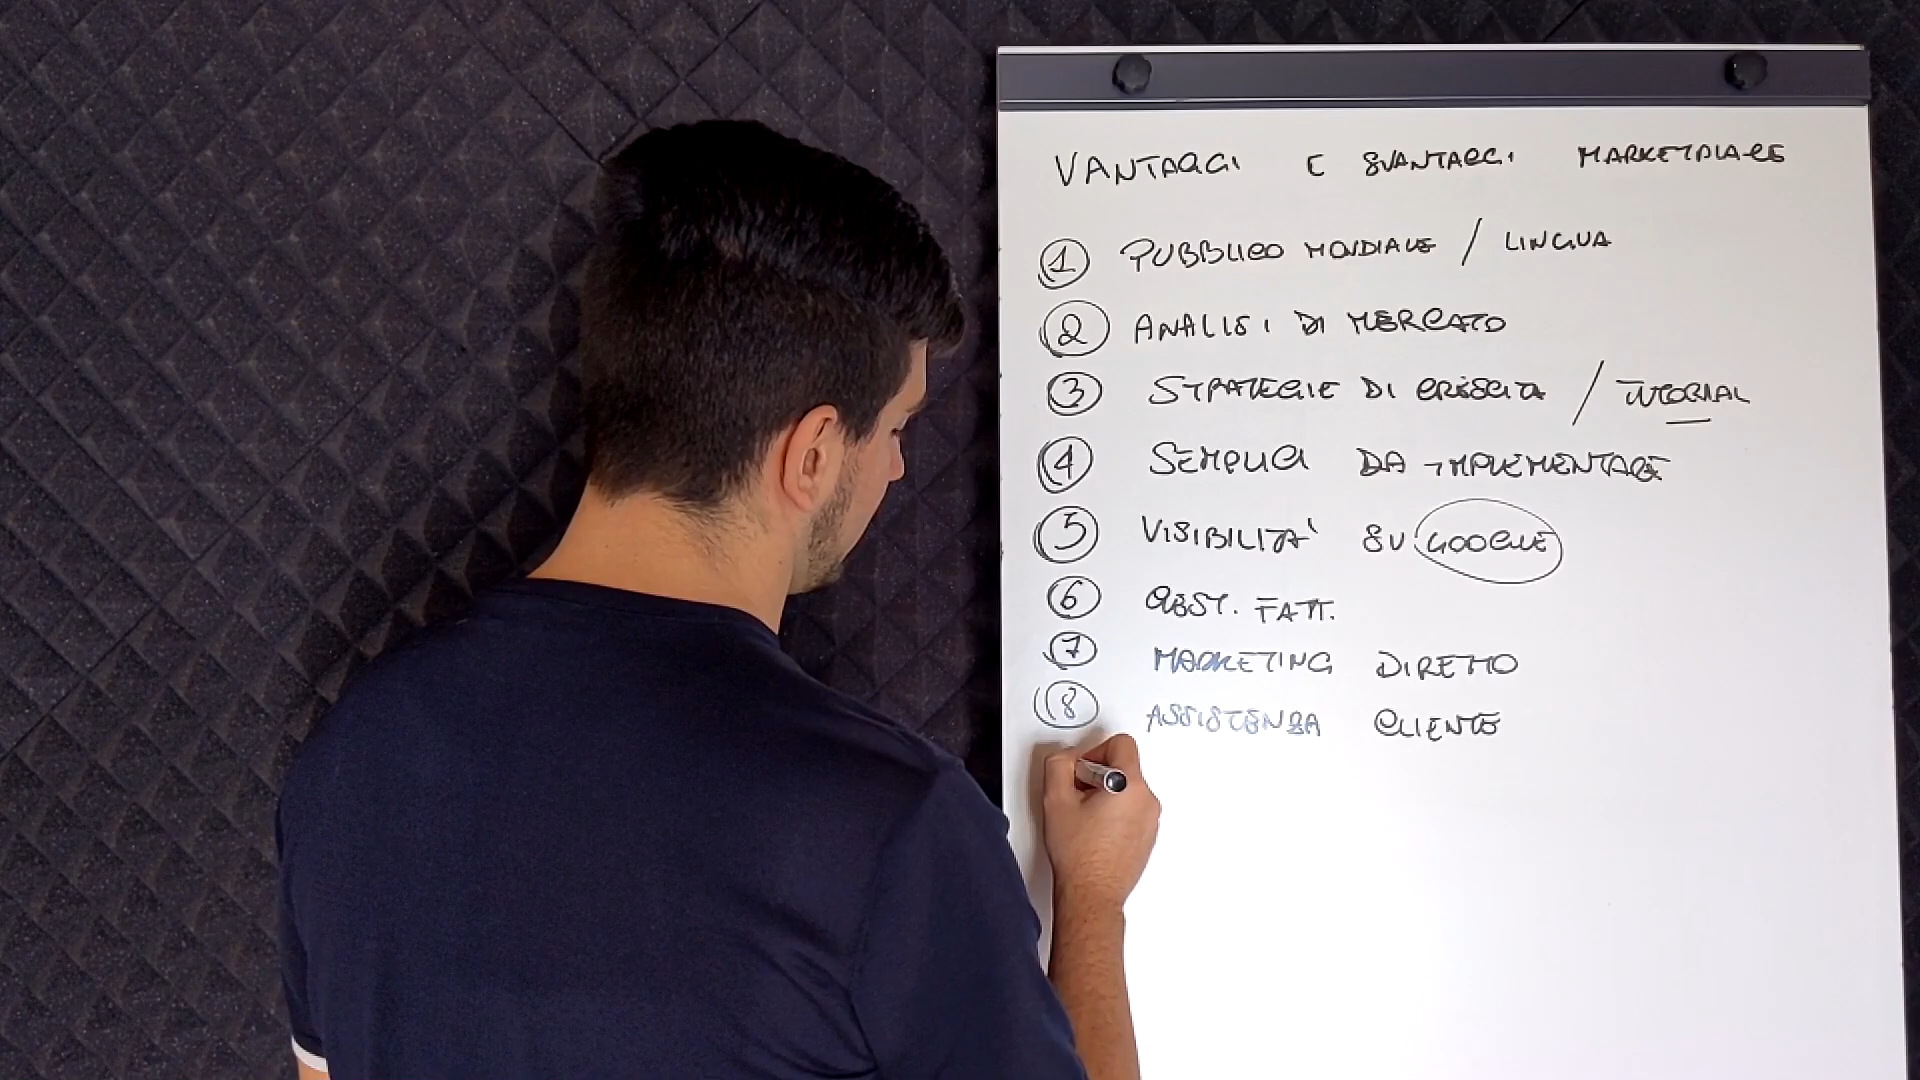 VANTAGGI E SVANTAGGI MARKETPLACE
1 PUBBLICO MONDIALE / LINGUA
2 ANALISI DI MERCATO
3 STRATEGIE DI CRESCITA / TUTORIAL
4 SEMPLICI DA IMPLEMENTARE
5 VISIBILITA' SU GOOGLE
6 GEST. FATT.
7 MARKETING DIRETTO
8 ASSISTENZA CLIENTE